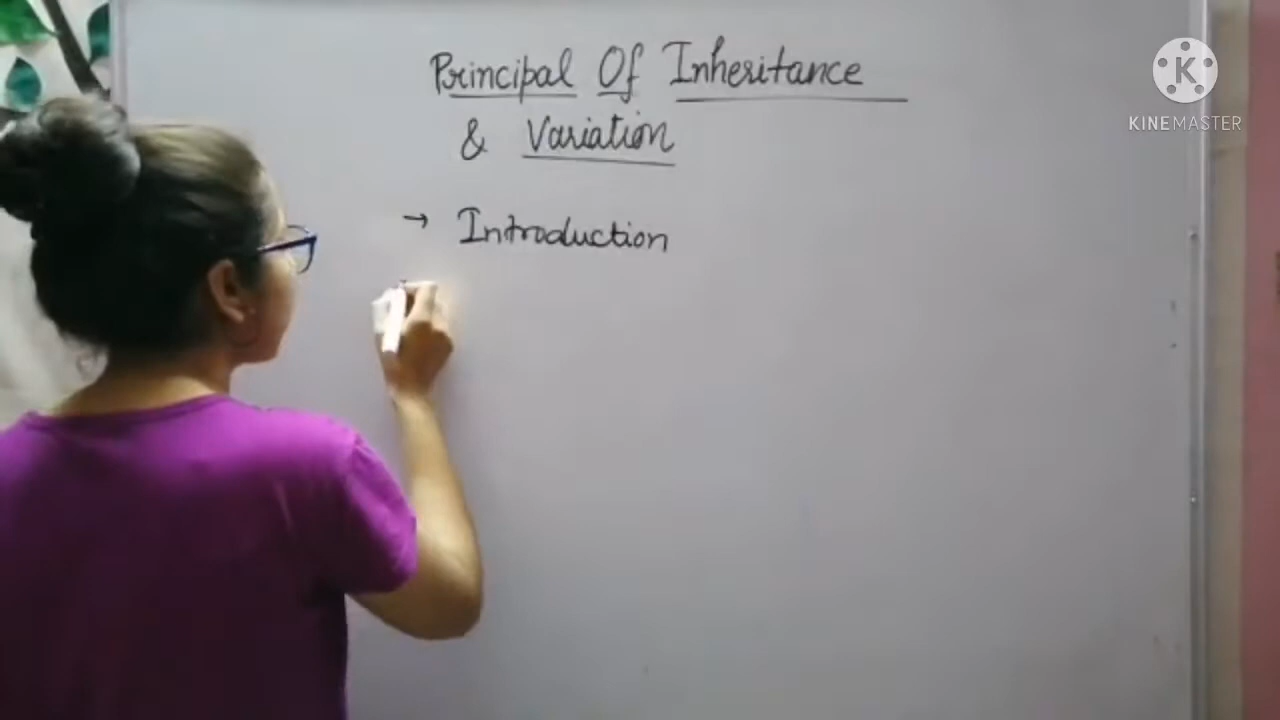 Principal Of Inheritance
& Variation
→ Introduction
K
KINEMASTER